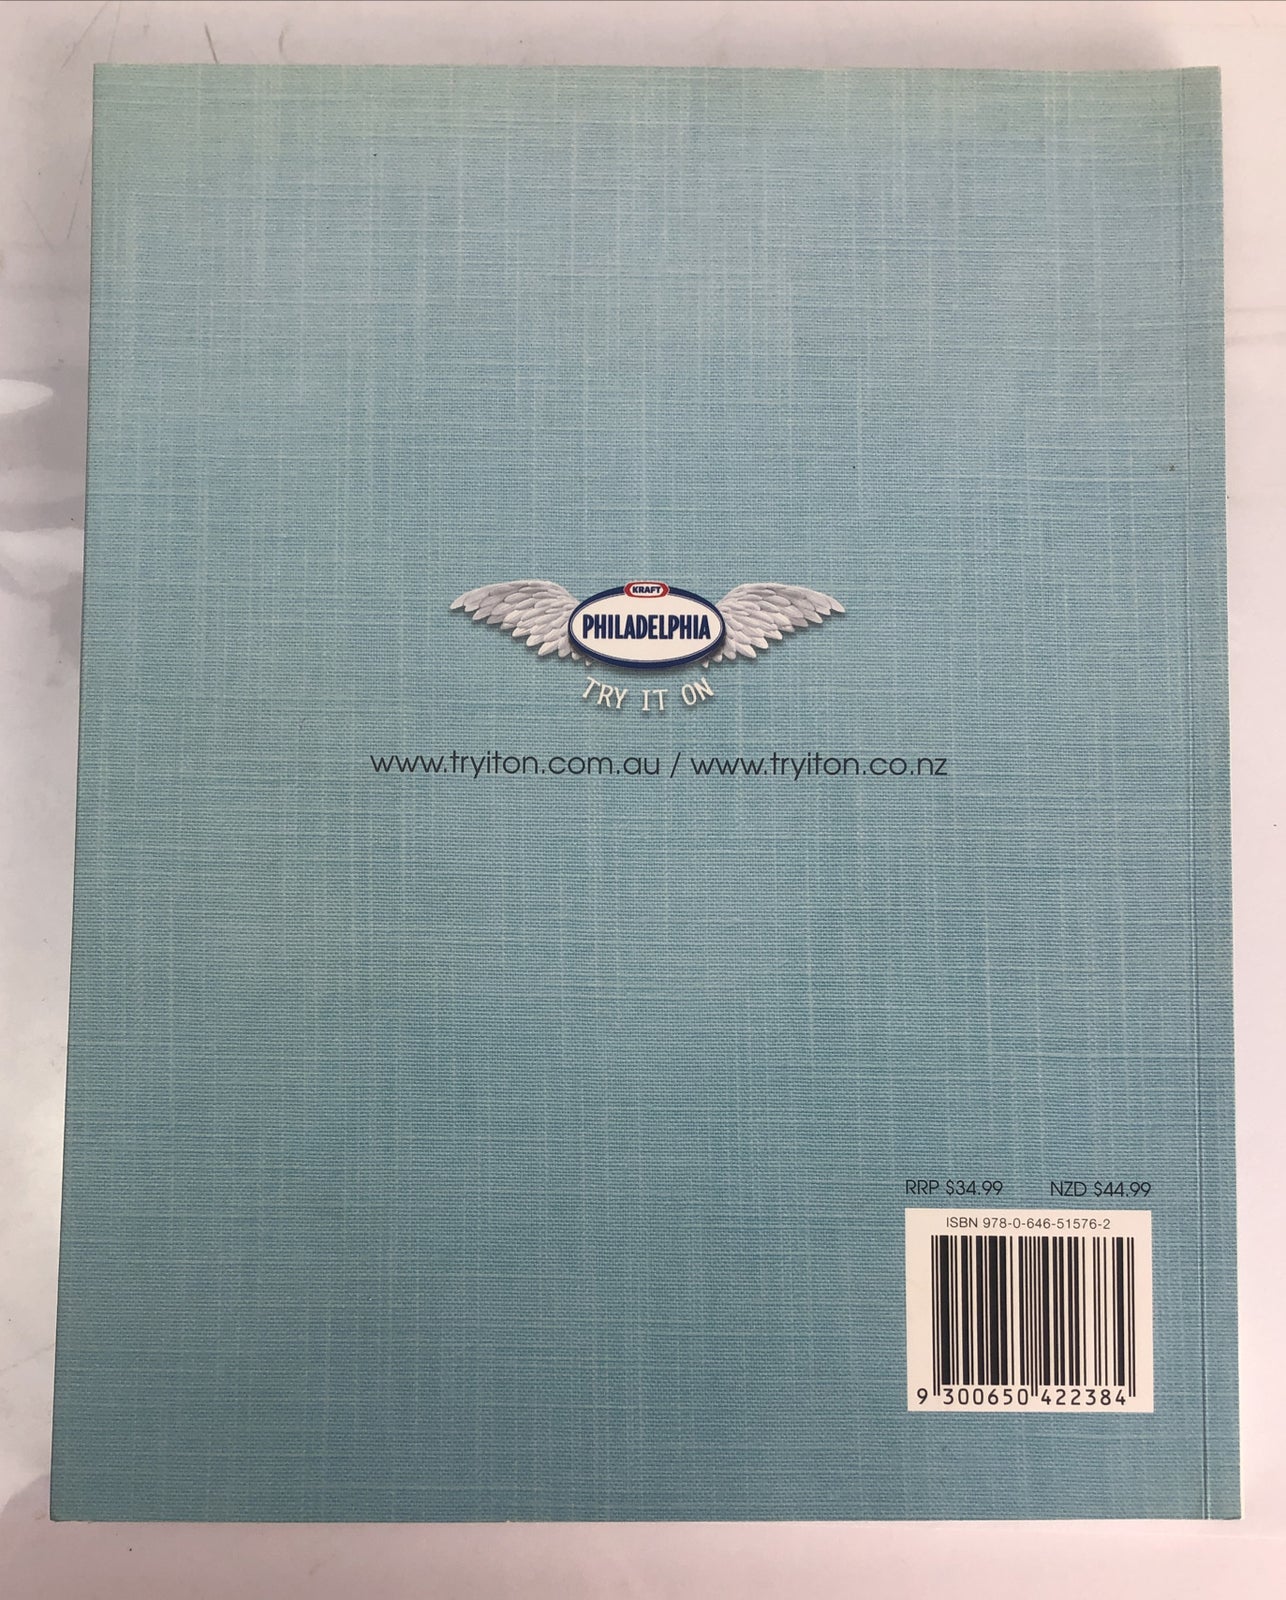 KRAFT
PHILADELPHIA
TRY IT ON
www.tryiton.com.au / www.tryiton.co.nz
RRP $34.99 NZD $44.99
ISBN 978-0-646-51576-2
9 300650 422384